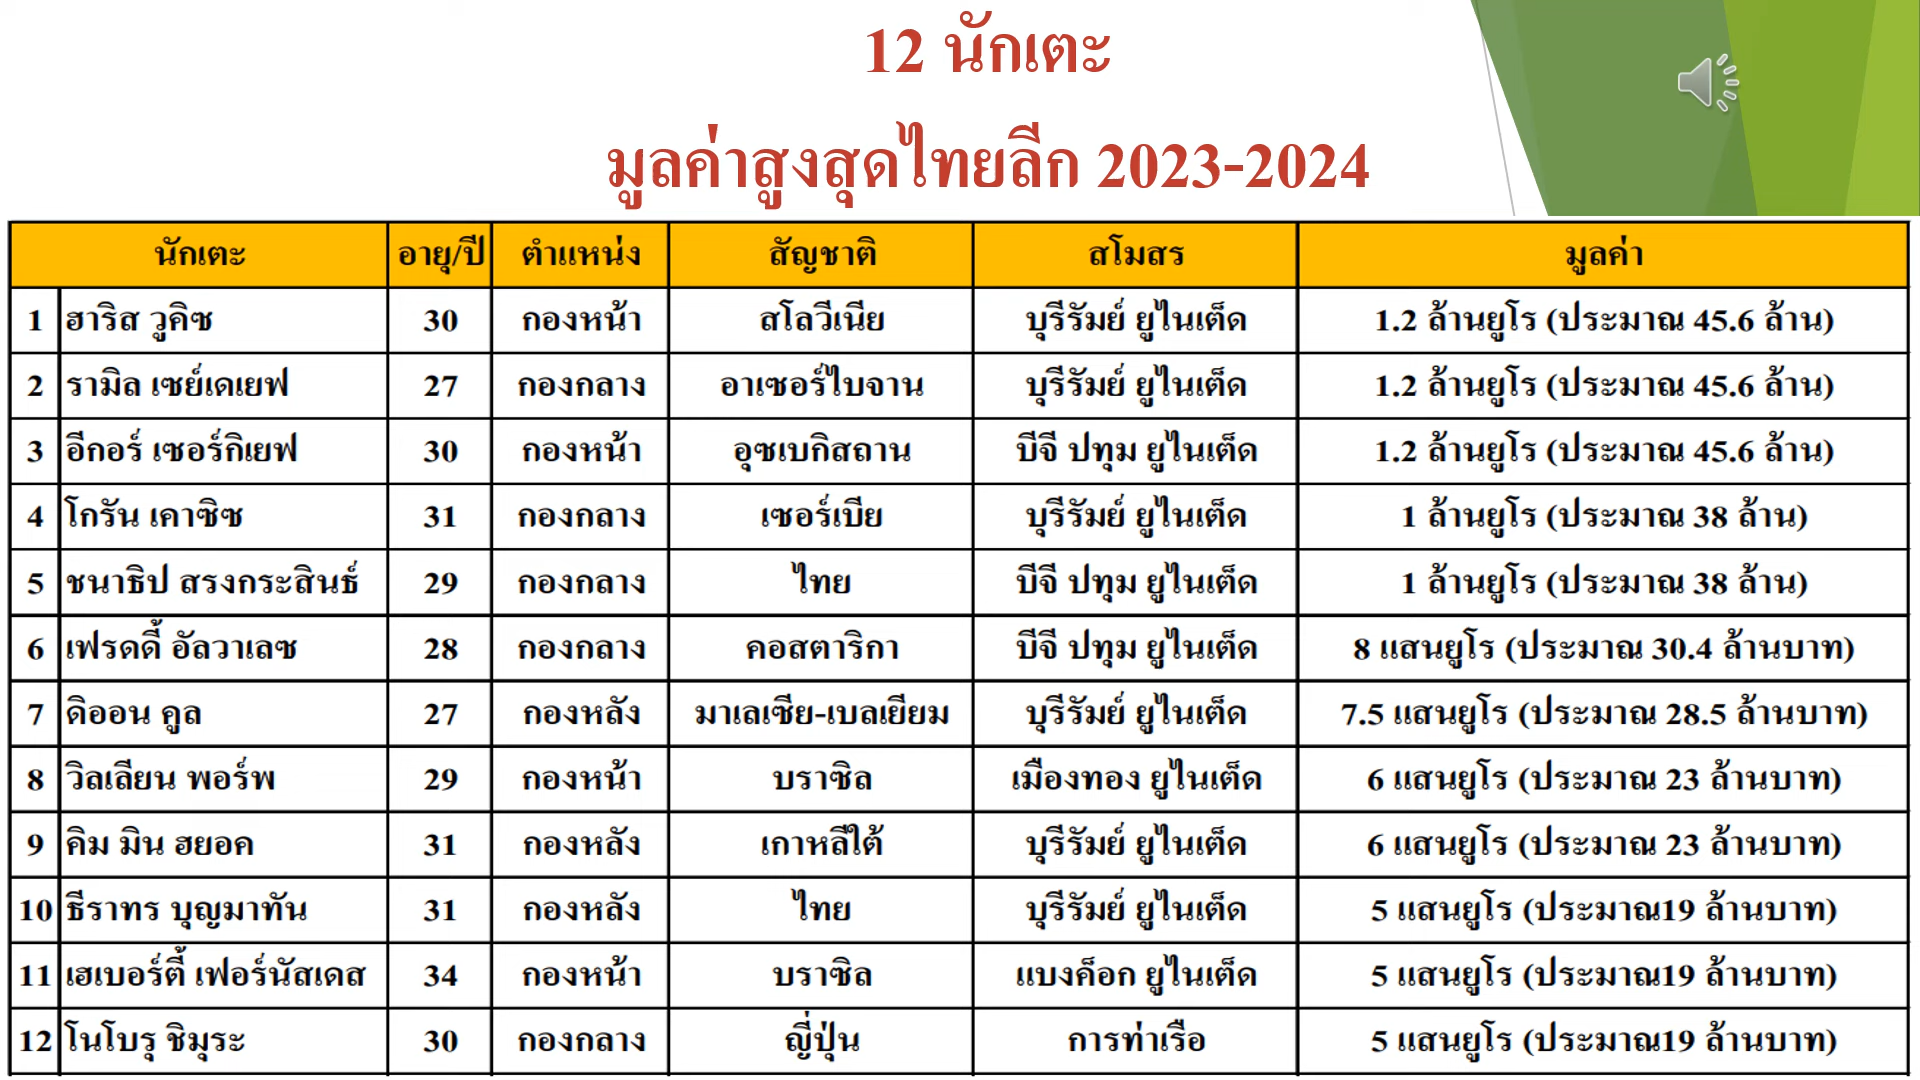 12 นักเตะ
มูลค่าสูงสุดไทยลีก 2023-2024
นักเตะ อายุ/ปี ตำแหน่ง สัญชาติ สโมสร มูลค่า
1 ฮาริส วูคิซ 30 กองหน้า สโลวีเนีย บุรีรัมย์ ยูไนเต็ด 1.2 ล้านยูโร (ประมาณ 45.6 ล้าน)
2 รามิล เซย์เดเยฟ 27 กองกลาง อาเซอร์ไบจาน บุรีรัมย์ ยูไนเต็ด 1.2 ล้านยูโร (ประมาณ 45.6 ล้าน)
3 อีกอร์ เซอร์กิเยฟ 30 กองหน้า อุซเบกิสถาน บีจี ปทุม ยูไนเต็ด 1.2 ล้านยูโร (ประมาณ 45.6 ล้าน)
4 โกรัน เคาซิซ 31 กองกลาง เซอร์เบีย บุรีรัมย์ ยูไนเต็ด 1 ล้านยูโร (ประมาณ 38 ล้าน)
5 ชนาธิป สรงกระสินธ์ 29 กองกลาง ไทย บีจี ปทุม ยูไนเต็ด 1 ล้านยูโร (ประมาณ 38 ล้าน)
6 เฟรดดี้ อัลวาเลซ 28 กองกลาง คอสตาริกา บีจี ปทุม ยูไนเต็ด 8 แสนยูโร (ประมาณ 30.4 ล้านบาท)
7 ดิออน คูล 27 กองหลัง มาเลเซีย-เบลเยียม บุรีรัมย์ ยูไนเต็ด 7.5 แสนยูโร (ประมาณ 28.5 ล้านบาท)
8 วิลเลียน พอร์พ 29 กองหน้า บราซิล เมืองทอง ยูไนเต็ด 6 แสนยูโร (ประมาณ 23 ล้านบาท)
9 คิม มิน ฮยอค 31 กองหลัง เกาหลีใต้ บุรีรัมย์ ยูไนเต็ด 6 แสนยูโร (ประมาณ 23 ล้านบาท)
10 ธีราทร บุญมาทัน 31 กองหลัง ไทย บุรีรัมย์ ยูไนเต็ด 5 แสนยูโร (ประมาณ19 ล้านบาท)
11 เฮเบอร์ตี้ เฟอร์นัสเดส 34 กองหน้า บราซิล แบงค็อก ยูไนเต็ด 5 แสนยูโร (ประมาณ19 ล้านบาท)
12 โนโบรุ ชิมุระ 30 กองกลาง ญี่ปุ่น การท่าเรือ 5 แสนยูโร (ประมาณ19 ล้านบาท)